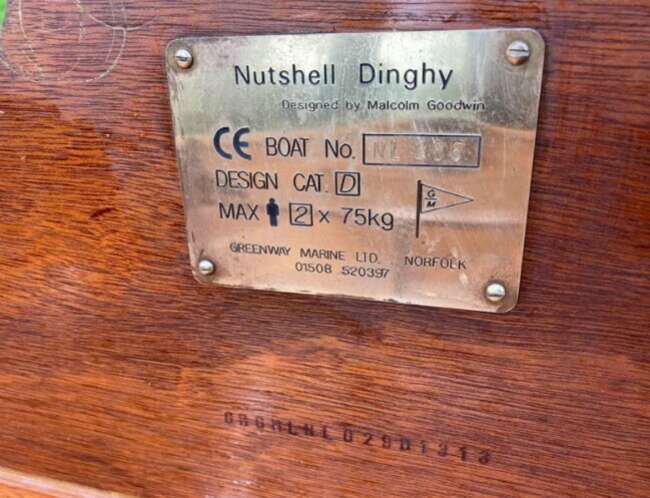 Nutshell Dinghy
Designed by Malcolm Goodwin
CE BOAT No.
DESIGN CAT. D
MAX 2 x 75kg
G/M
GREENWAY MARINE LTD. NORFOLK
01508 520397